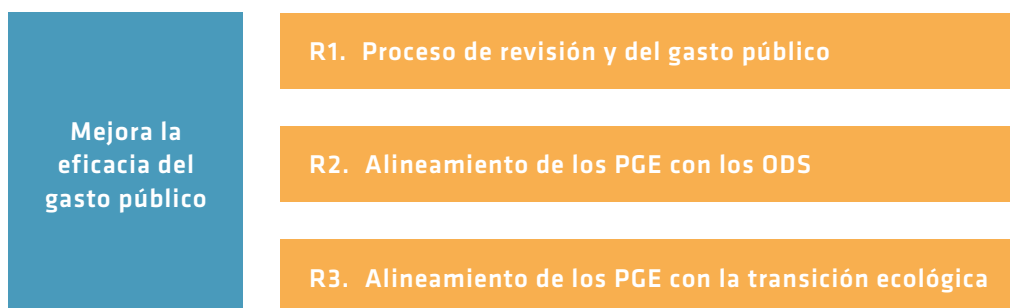 Mejora la
eficacia del
gasto público
R1. Proceso de revisión y del gasto público
R2. Alineamiento de los PGE con los ODS
R3. Alineamiento de los PGE con la transición ecológica